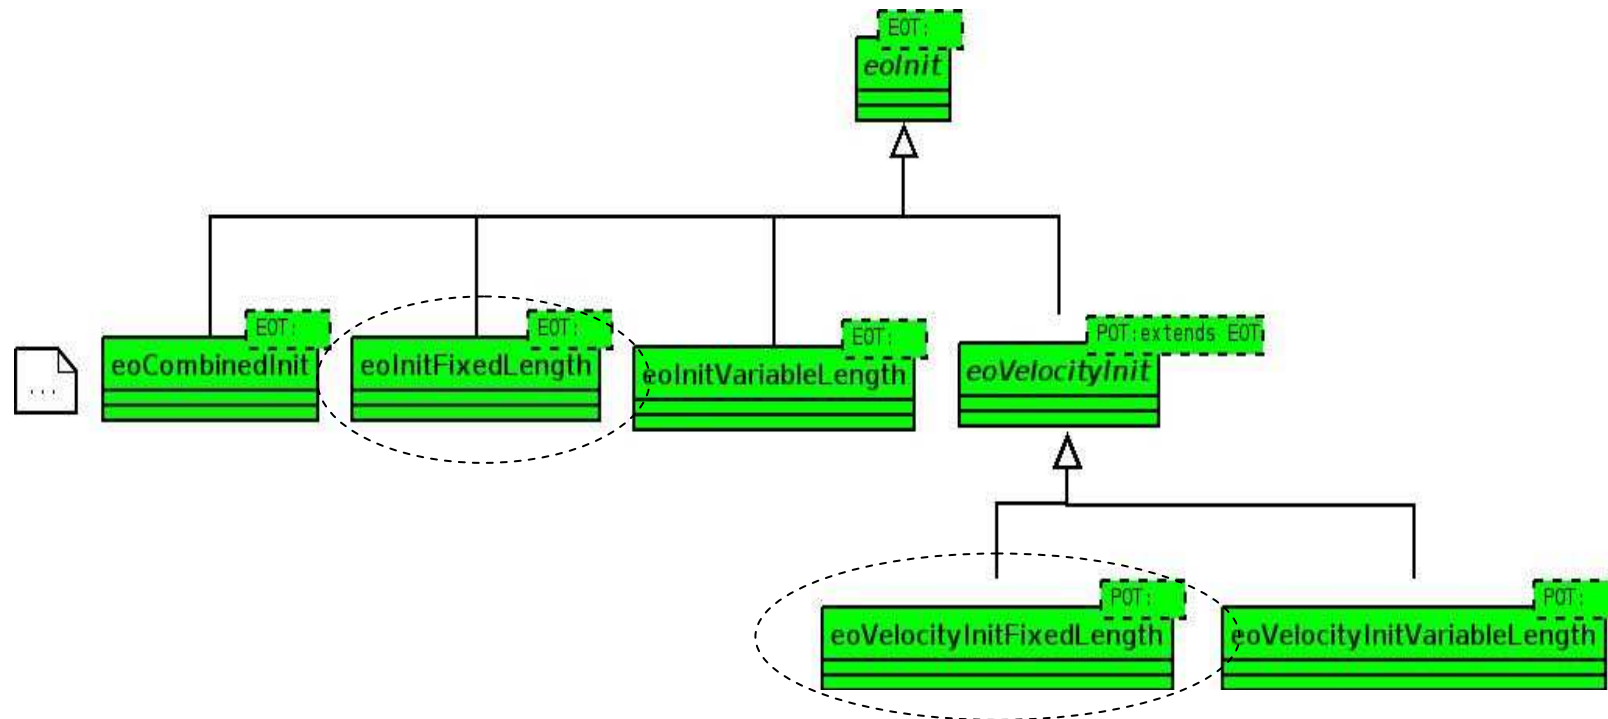 EOT:
eoInit
EOT:
eoCombinedInit
EOT:
eoInitFixedLength
EOT:
eoInitVariableLength
POT:extends EOT
eoVelocityInit
...
POT:
eoVelocityInitFixedLength
POT:
eoVelocityInitVariableLength